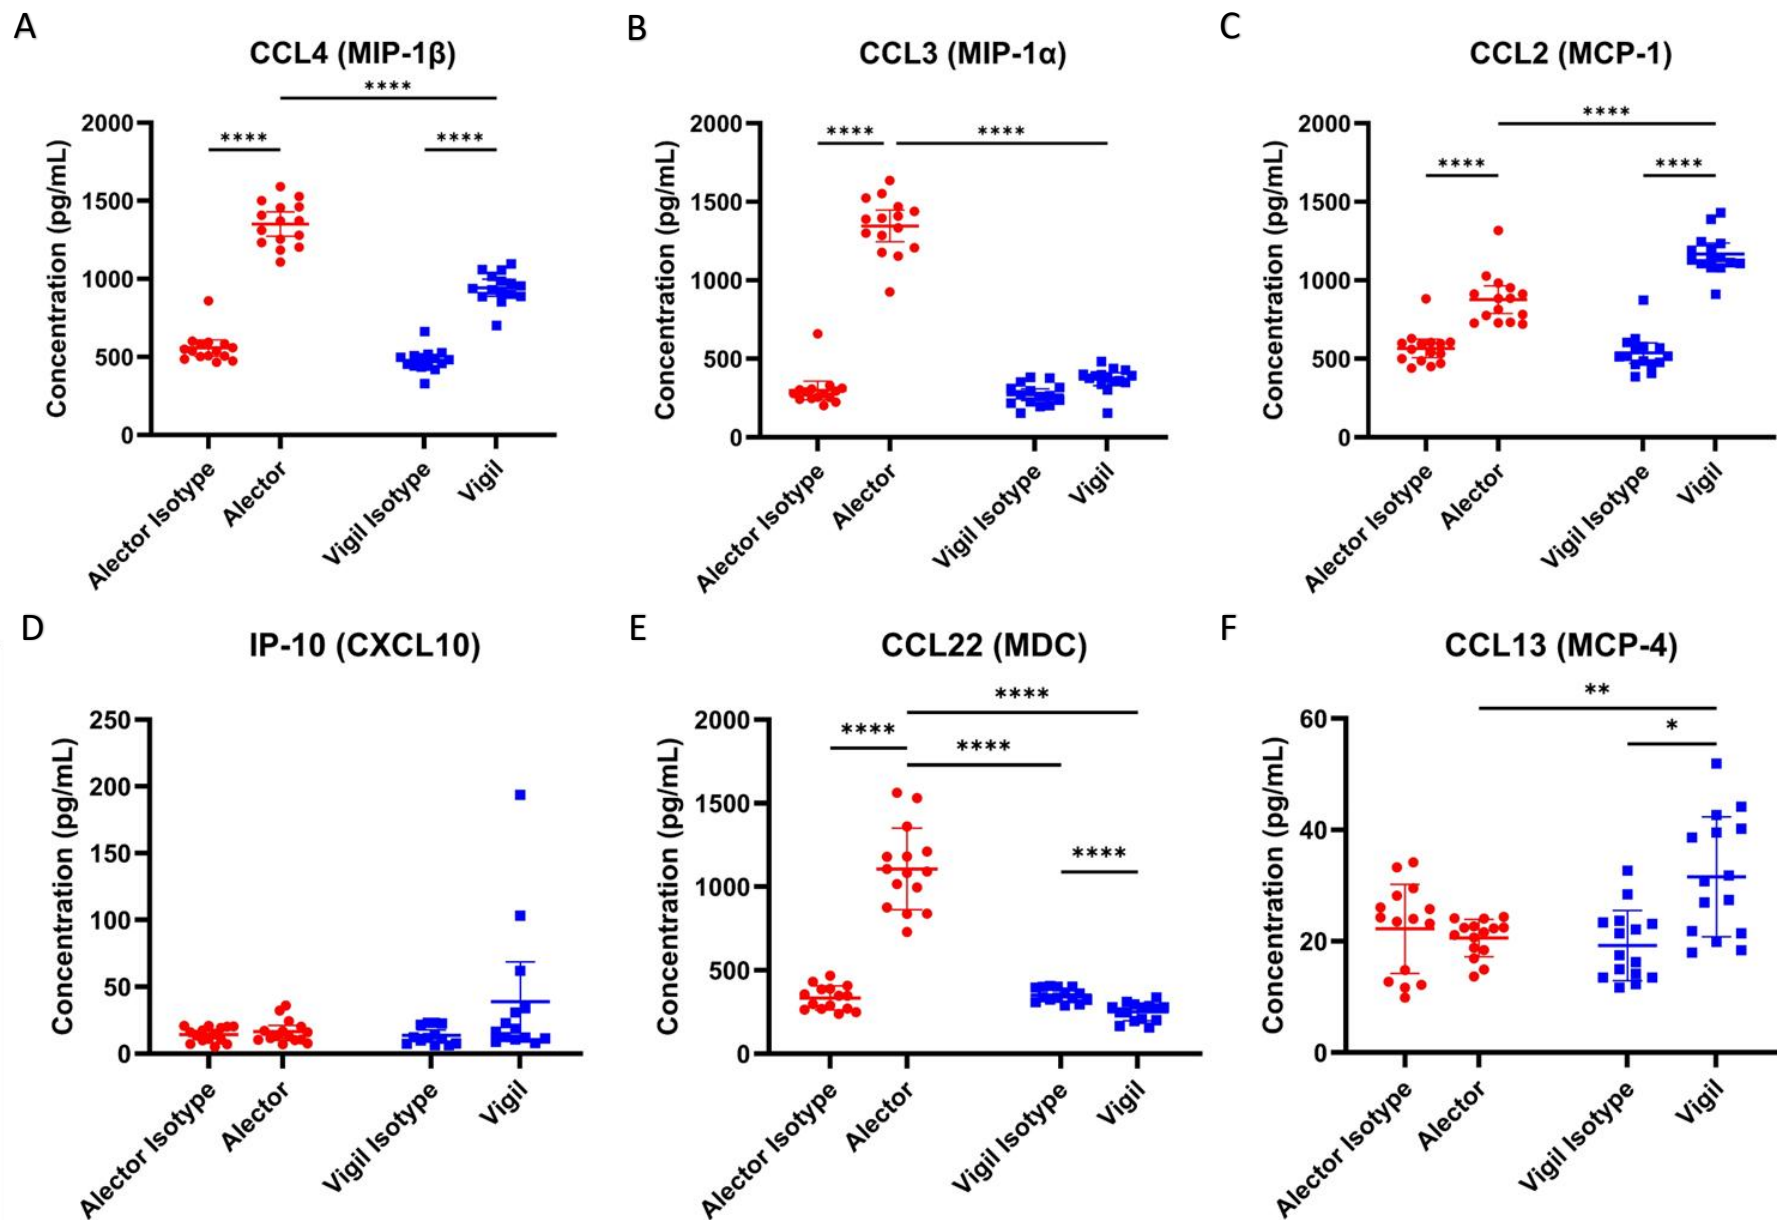 A
CCL4 (MIP-1β)
****
****
****
Concentration (pg/mL)
2000
1500
1000
500
0
Alector Isotype
Alector
Vigil Isotype
Vigil
B
CCL3 (MIP-1α)
****
****
Concentration (pg/mL)
2000
1500
1000
500
0
Alector Isotype
Alector
Vigil Isotype
Vigil
C
CCL2 (MCP-1)
****
****
****
Concentration (pg/mL)
2000
1500
1000
500
0
Alector Isotype
Alector
Vigil Isotype
Vigil
D
IP-10 (CXCL10)
Concentration (pg/mL)
250
200
150
100
50
0
Alector Isotype
Alector
Vigil Isotype
Vigil
E
CCL22 (MDC)
****
****
****
****
Concentration (pg/mL)
2000
1500
1000
500
0
Alector Isotype
Alector
Vigil Isotype
Vigil
F
CCL13 (MCP-4)
**
*
Concentration (pg/mL)
60
40
20
0
Alector Isotype
Alector
Vigil Isotype
Vigil